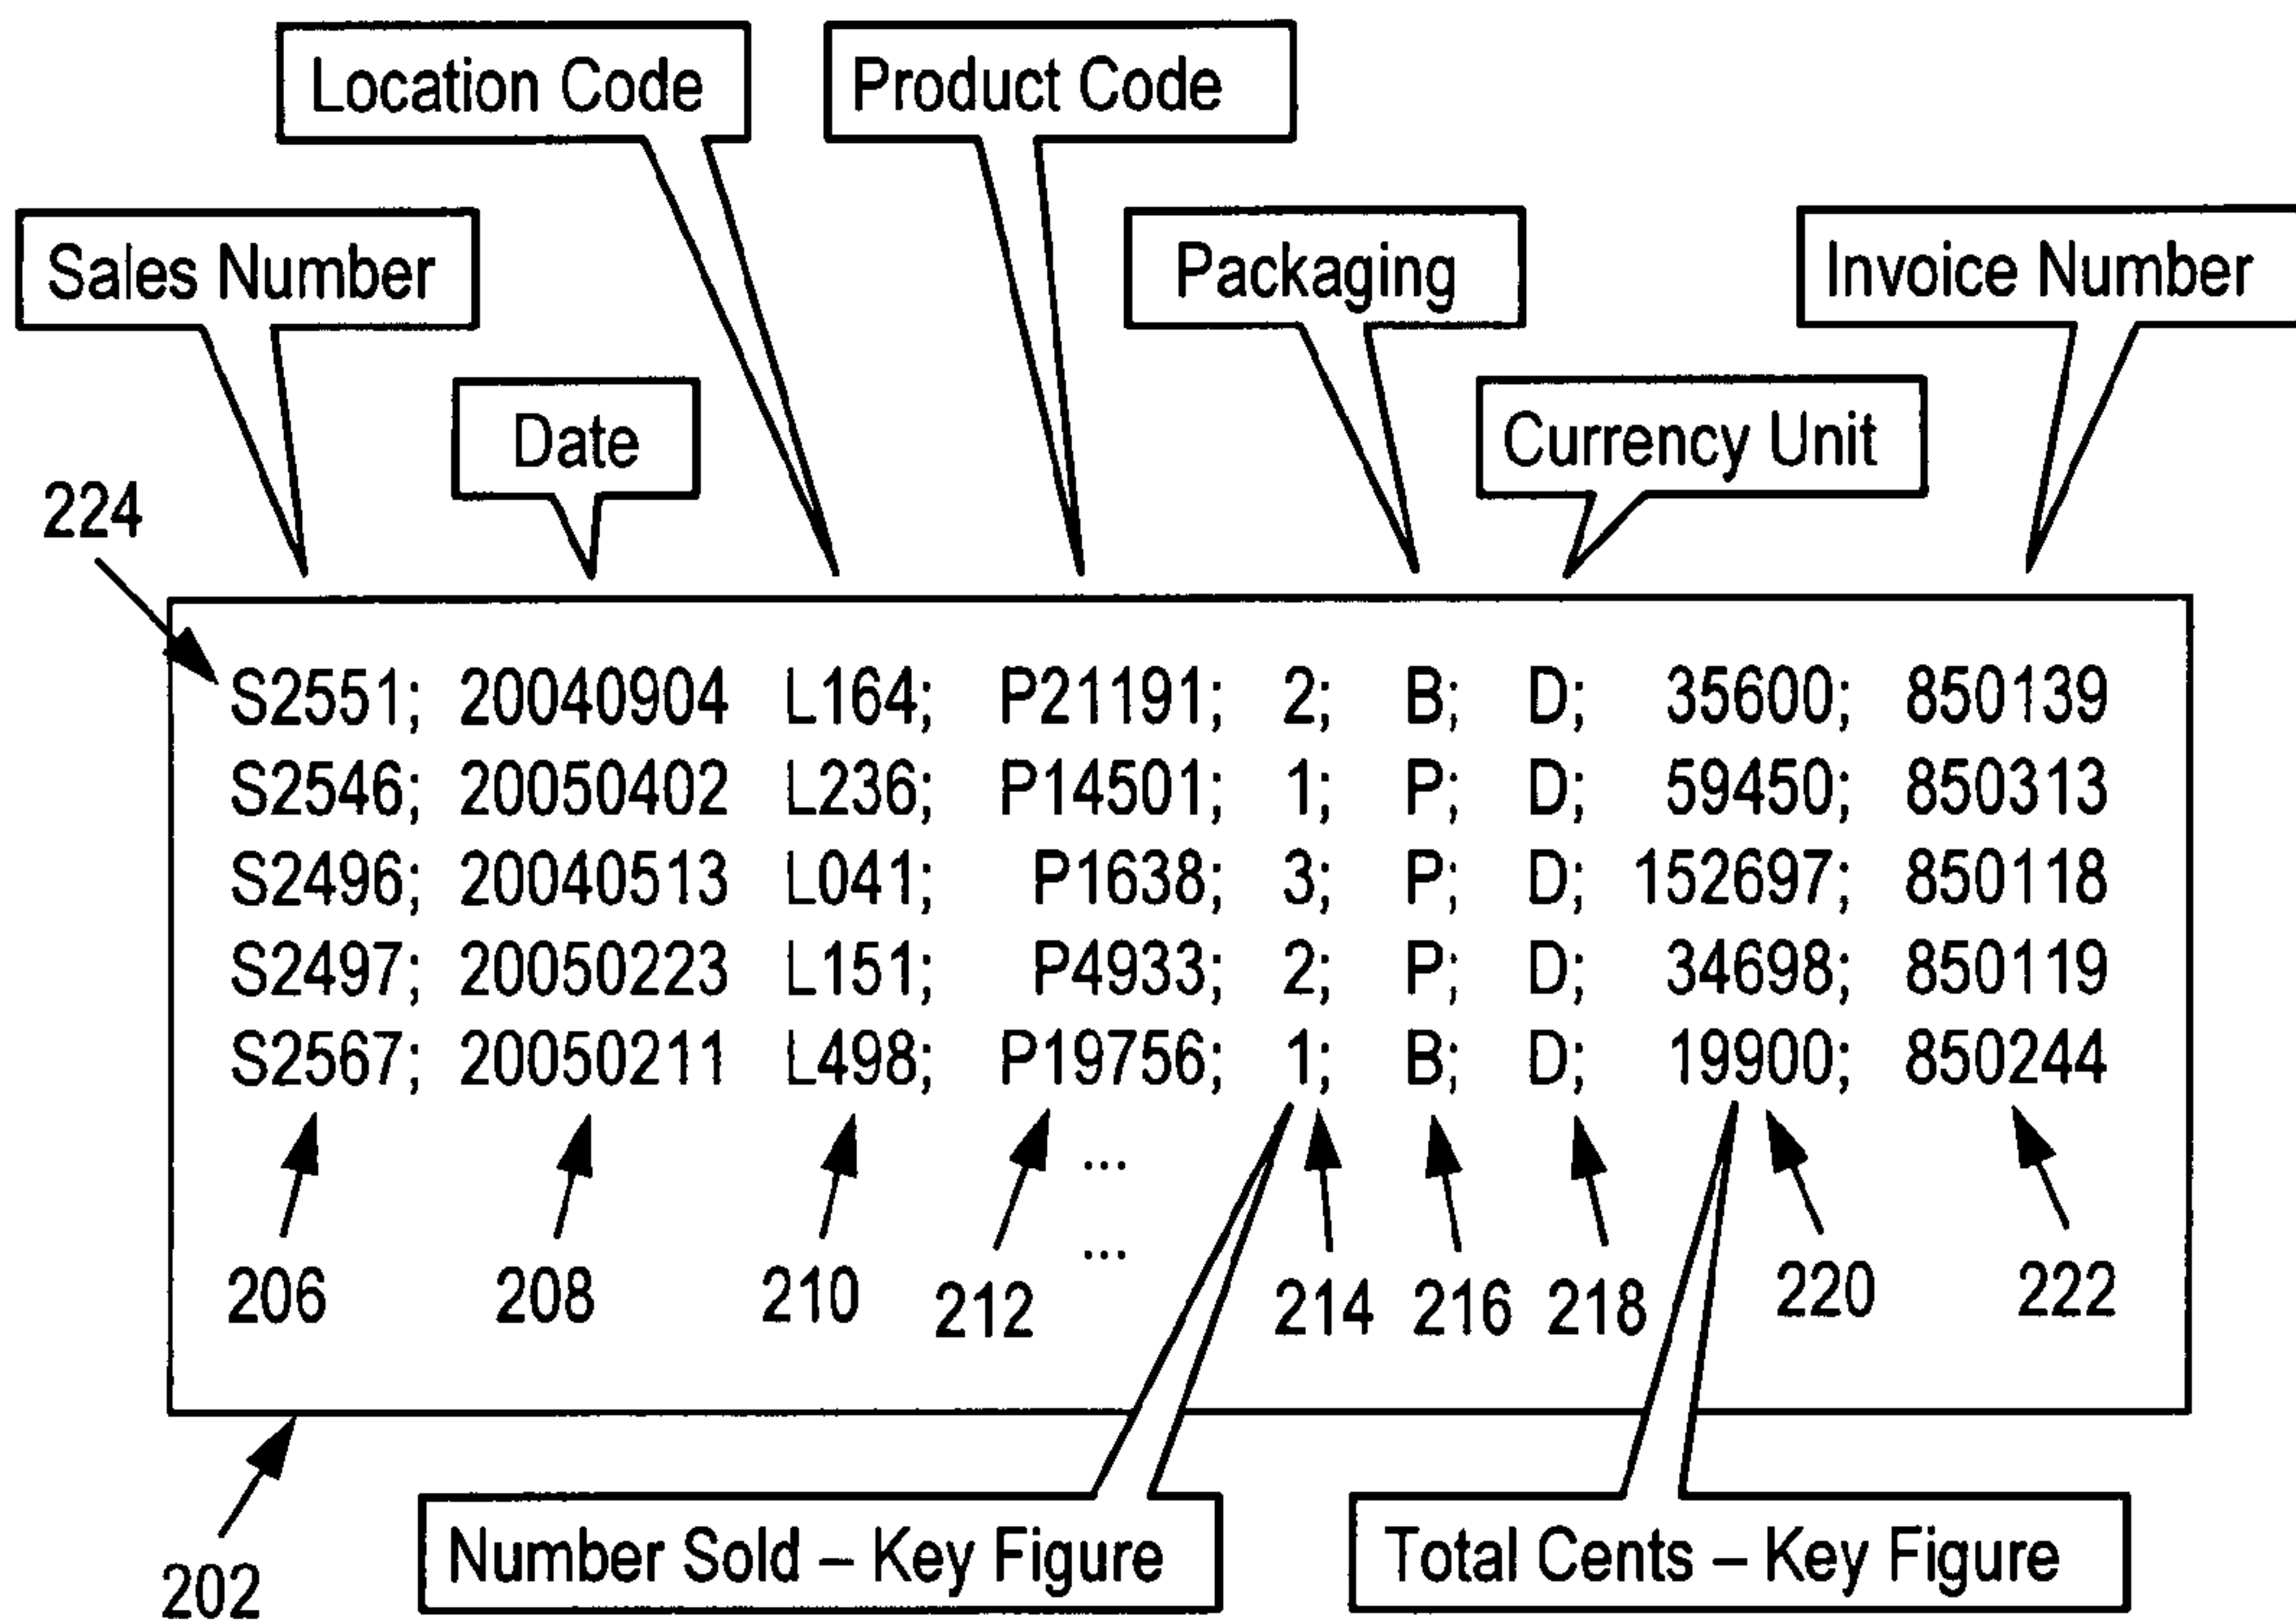 Location Code
Product Code
Sales Number
Packaging
Invoice Number
Date
Currency Unit
224
S2551; 20040904 L164; P21191; 2; B; D; 35600; 850139
S2546; 20050402 L236; P14501; 1; P; D; 59450; 850313
S2496; 20040513 L041; P1638; 3; P; D; 152697; 850118
S2497; 20050223 L151; P4933; 2; P; D; 34698; 850119
S2567; 20050211 L498; P19756; 1; B; D; 19900; 850244
...
...
206 208 210 212 214 216 218 220 222
Number Sold – Key Figure
Total Cents – Key Figure
202